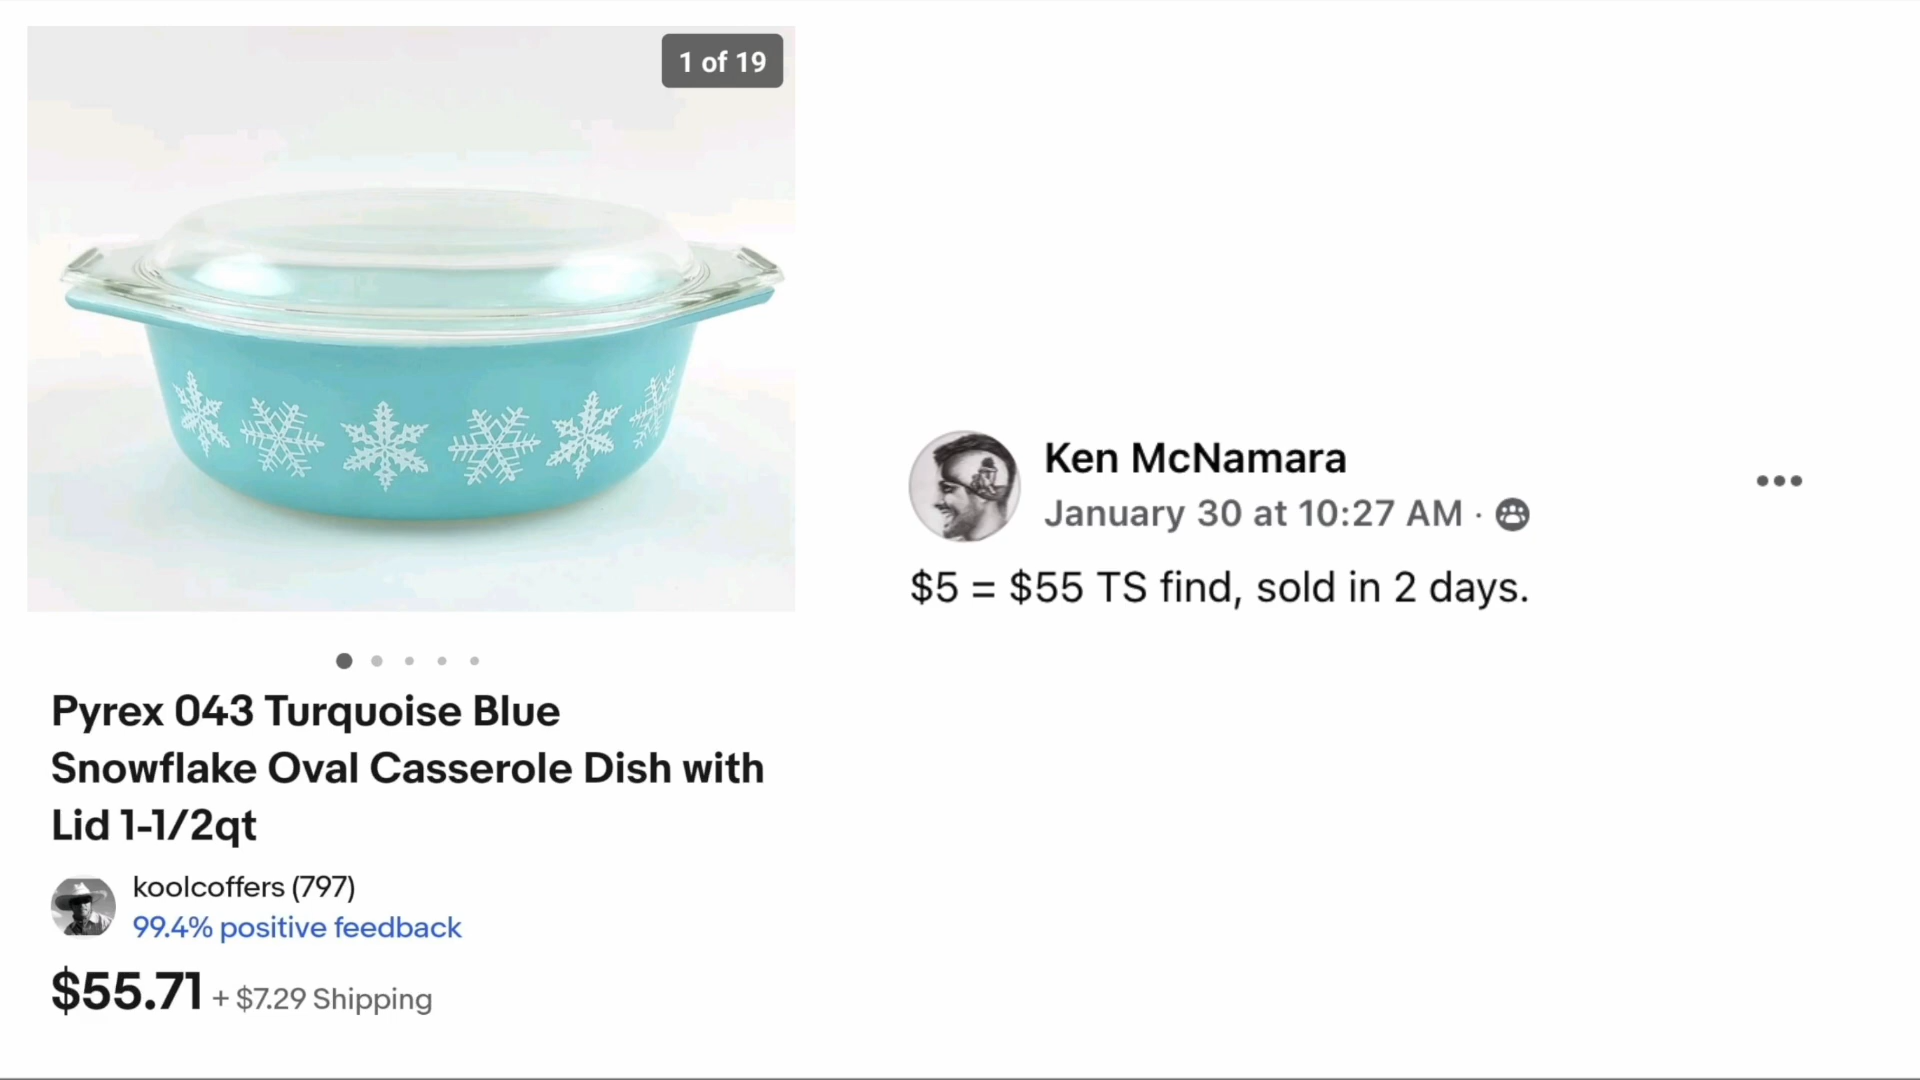 1 of 19
Pyrex 043 Turquoise Blue
Snowflake Oval Casserole Dish with
Lid 1-1/2qt
koolcoffers (797)
99.4% positive feedback
$55.71 + $7.29 Shipping
Ken McNamara
January 30 at 10:27 AM ·
$5 = $55 TS find, sold in 2 days.